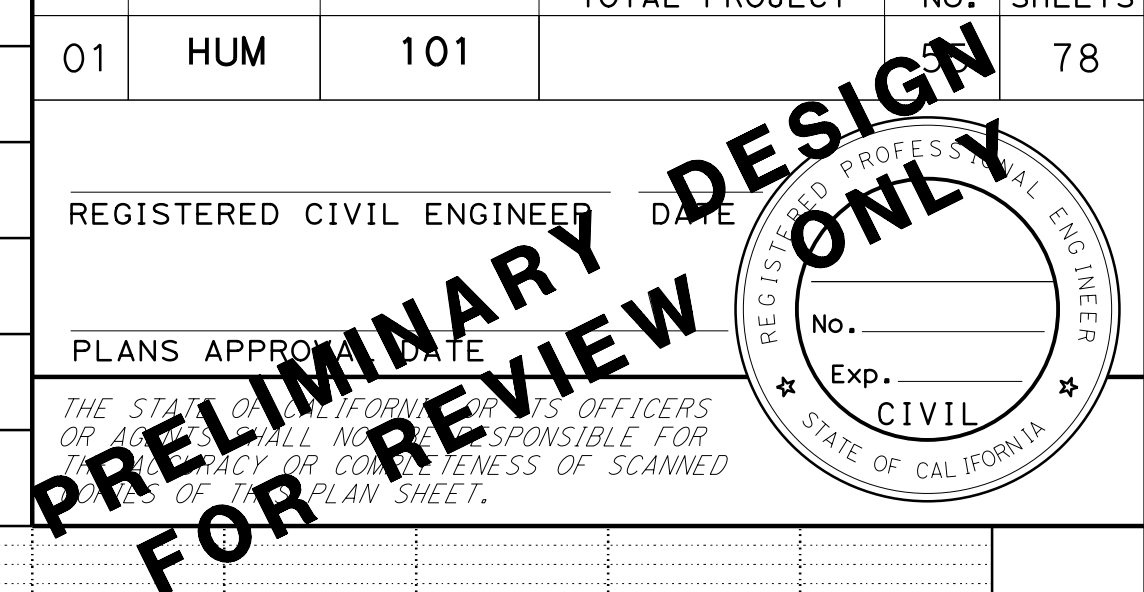 TOTAL PROJECT NO. SHEETS
01 HUM 101 55 78
REGISTERED CIVIL ENGINEER DATE
PLANS APPROVAL DATE
THE STATE OF CALIFORNIA OR ITS OFFICERS
OR AGENTS SHALL NOT BE RESPONSIBLE FOR
THE ACCURACY OR COMPLETENESS OF SCANNED
COPIES OF THIS PLAN SHEET.
REGISTERED PROFESSIONAL ENGINEER
No.
Exp.
CIVIL
STATE OF CALIFORNIA
PRELIMINARY DESIGN
FOR REVIEW ONLY